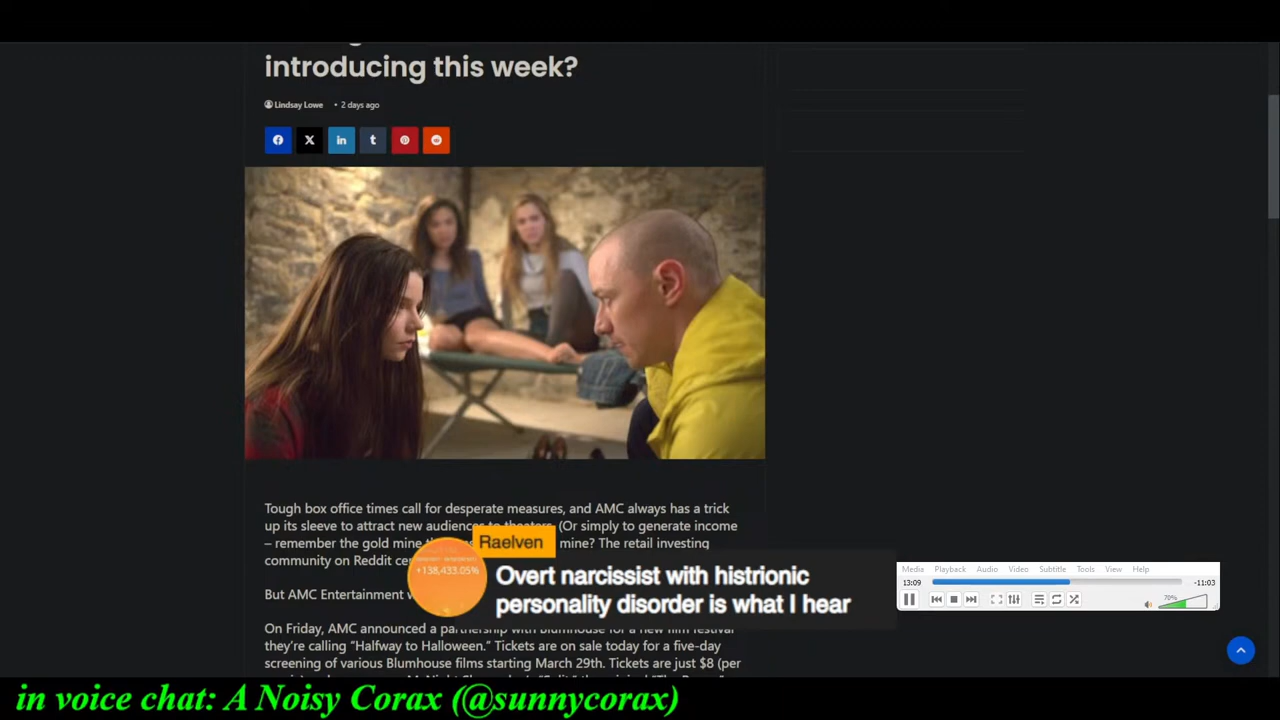 introducing this week?
Lindsay Lowe • 2 days ago
Tough box office times call for desperate measures, and AMC always has a trick
up its sleeve to attract new audiences to theaters. (Or simply to generate income
– remember the gold mine mine? The retail investing
community on Reddit
But AMC Entertainment
On Friday, AMC announced a partnership with Blumhouse for a new film festival
they're calling "Halfway to Halloween." Tickets are on sale today for a five-day
screening of various Blumhouse films starting March 29th. Tickets are just $8 (per
Raelven
+138,433.05%
Overt narcissist with histrionic
personality disorder is what I hear
Media Playback Audio Video Subtitle Tools View Help
13:09 -11:03
70%
in voice chat: A Noisy Corax (@sunnycorax)